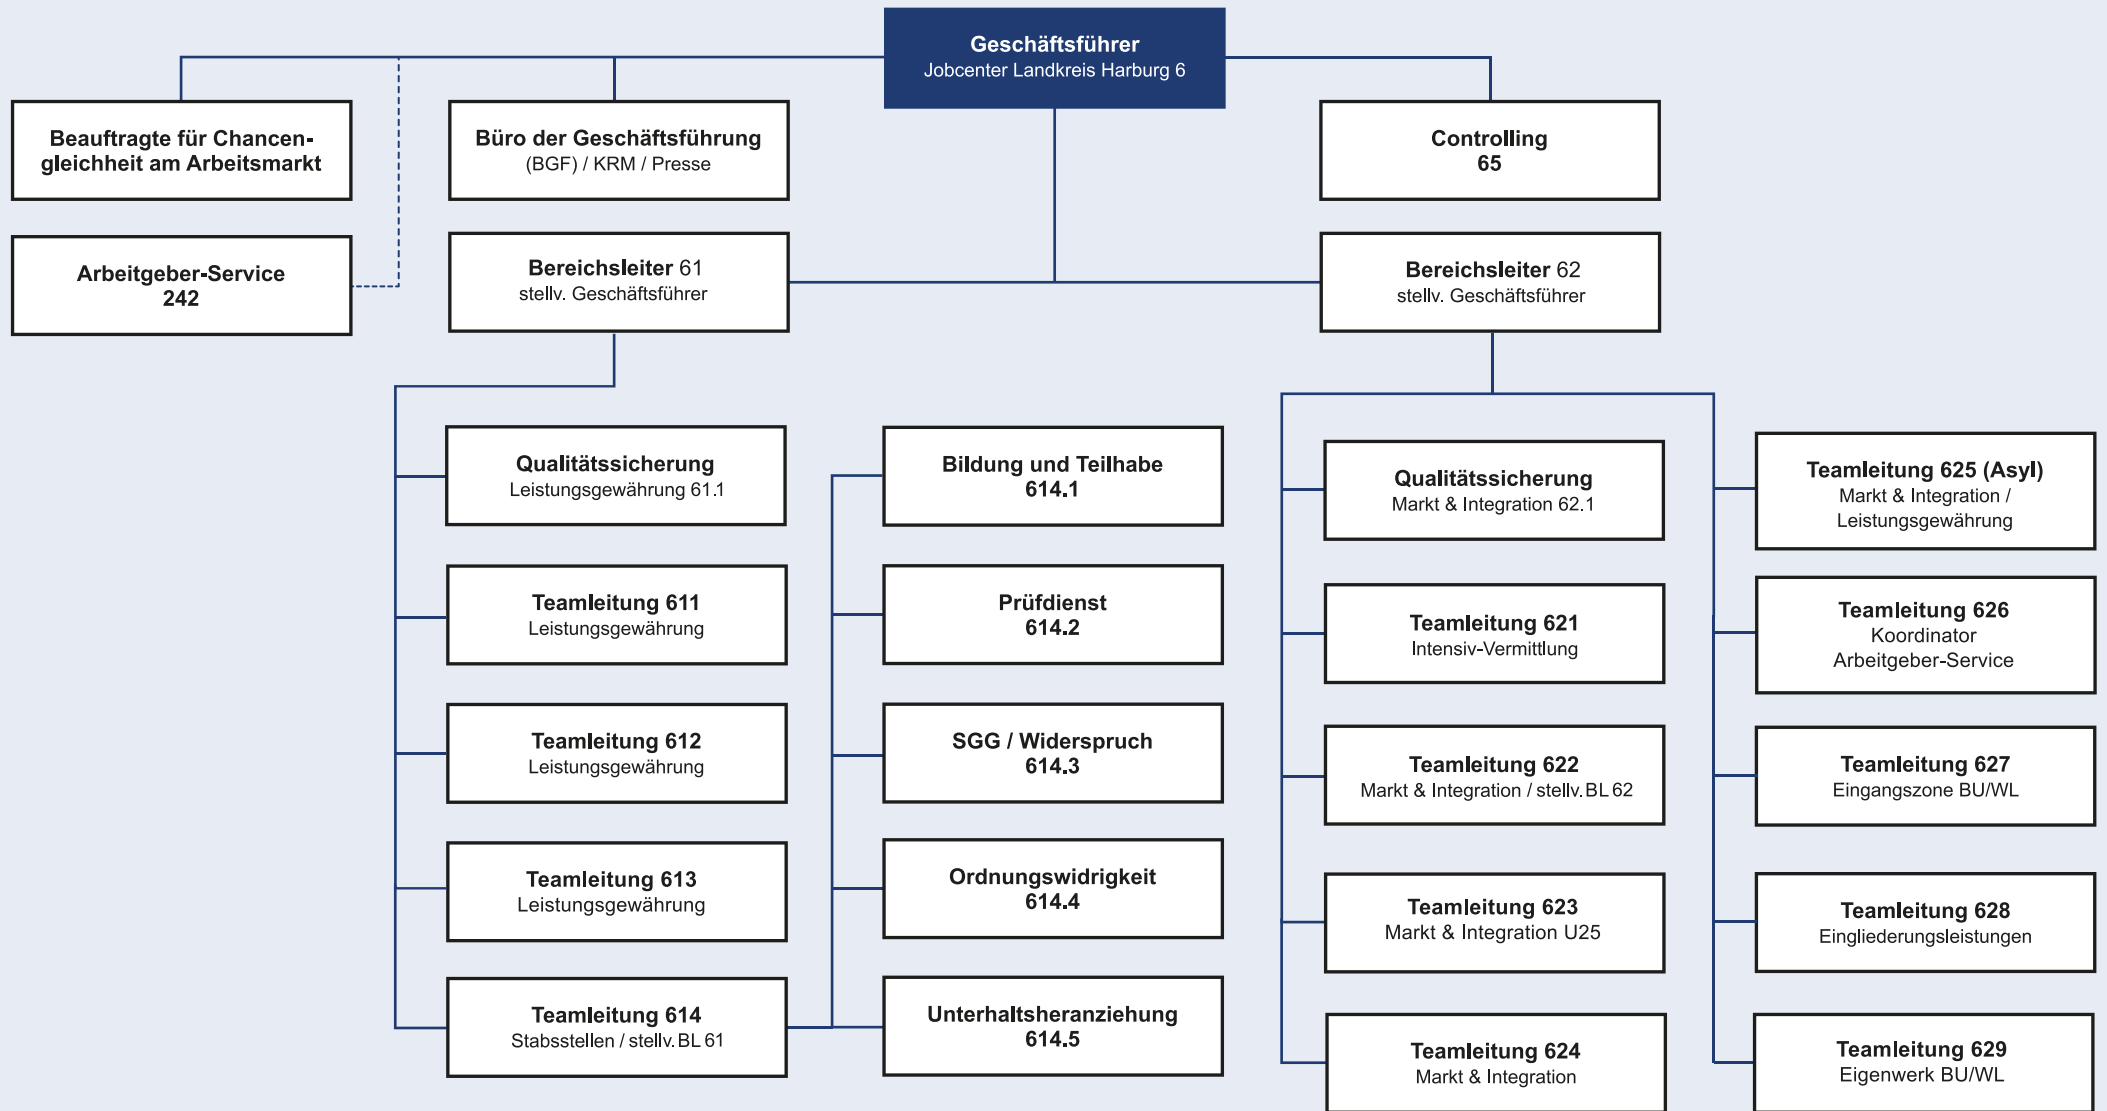 Geschäftsführer
Jobcenter Landkreis Harburg 6
Beauftragte für Chancen-
gleichheit am Arbeitsmarkt
Büro der Geschäftsführung
(BGF) / KRM / Presse
Controlling
65
Arbeitgeber-Service
242
Bereichsleiter 61
stellv. Geschäftsführer
Bereichsleiter 62
stellv. Geschäftsführer
Qualitätssicherung
Leistungsgewährung 61.1
Teamleitung 611
Leistungsgewährung
Teamleitung 612
Leistungsgewährung
Teamleitung 613
Leistungsgewährung
Teamleitung 614
Stabsstellen / stellv. BL 61
Bildung und Teilhabe
614.1
Prüfdienst
614.2
SGG / Widerspruch
614.3
Ordnungswidrigkeit
614.4
Unterhaltsheranziehung
614.5
Qualitätssicherung
Markt & Integration 62.1
Teamleitung 621
Intensiv-Vermittlung
Teamleitung 622
Markt & Integration / stellv. BL 62
Teamleitung 623
Markt & Integration U25
Teamleitung 624
Markt & Integration
Teamleitung 625 (Asyl)
Markt & Integration /
Leistungsgewährung
Teamleitung 626
Koordinator
Arbeitgeber-Service
Teamleitung 627
Eingangszone BU/WL
Teamleitung 628
Eingliederungsleistungen
Teamleitung 629
Eigenwerk BU/WL